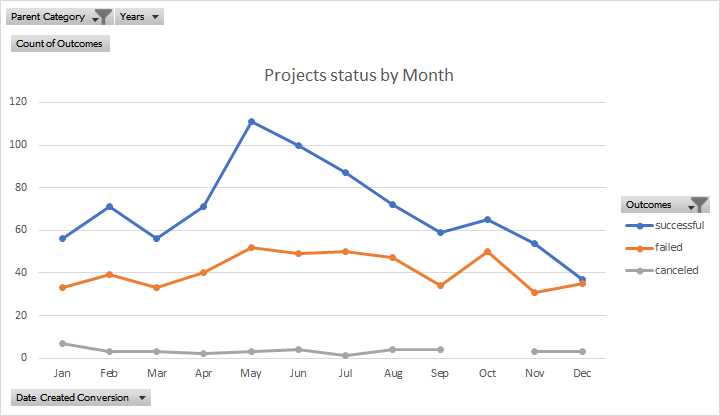 Parent Category Years
Count of Outcomes
Projects status by Month
120
100
80
60
40
20
0
Jan Feb Mar Apr May Jun Jul Aug Sep Oct Nov Dec
Outcomes
successful
failed
canceled
Date Created Conversion